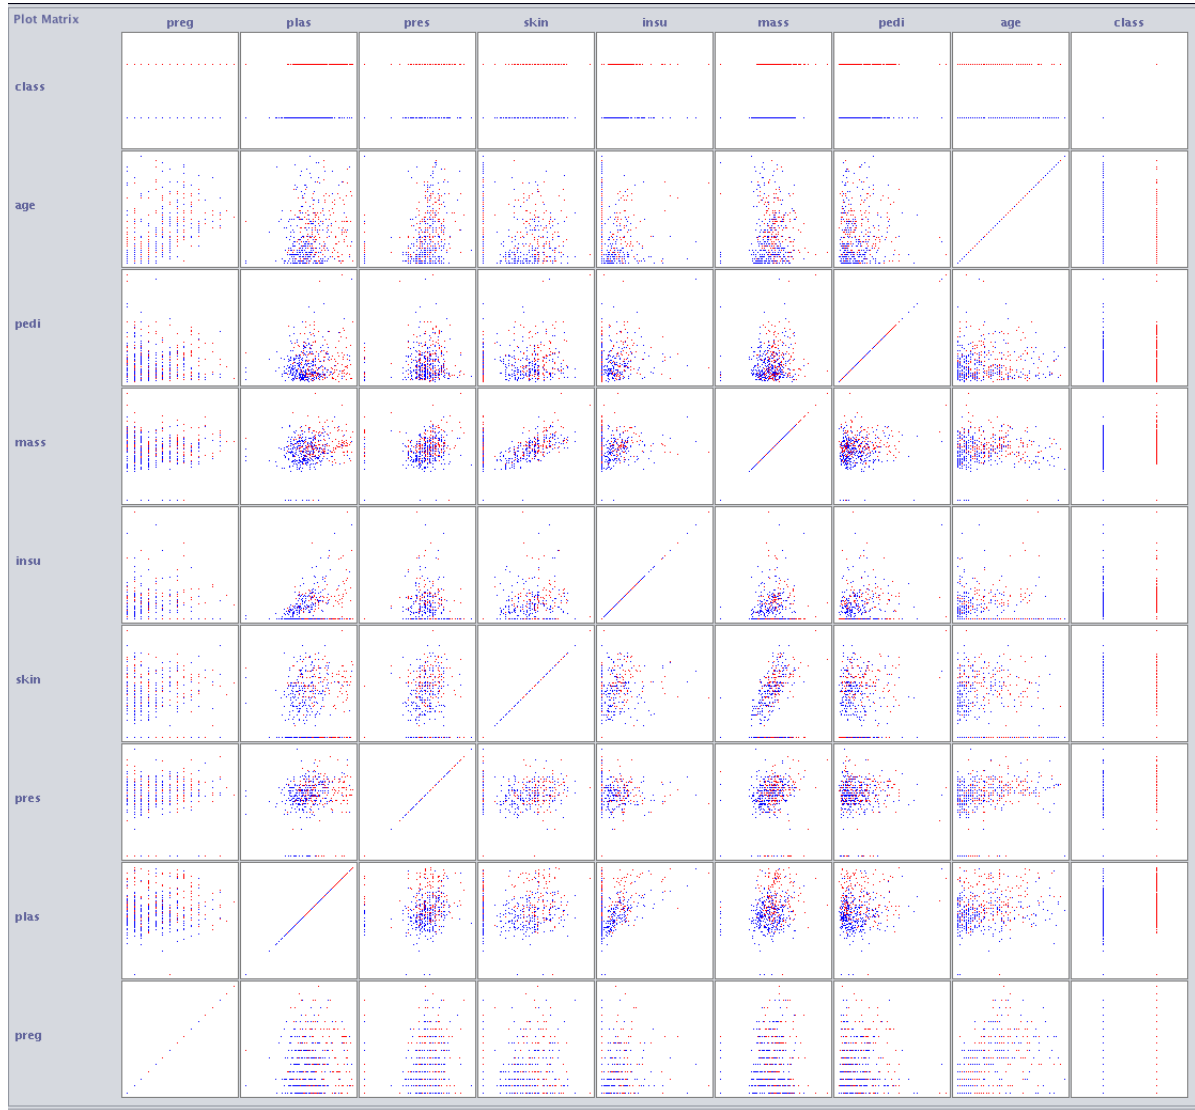 Plot Matrix preg plas pres skin insu mass pedi age class
class
age
pedi
mass
insu
skin
pres
plas
preg